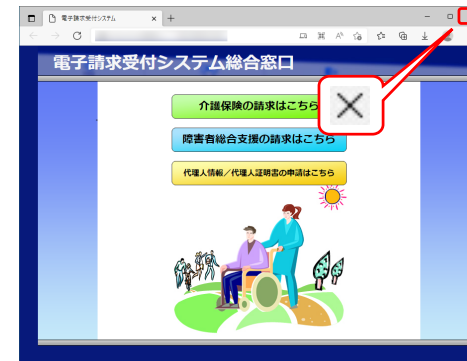 電子請求受付システム
電子請求受付システム総合窓口
介護保険の請求はこちら
障害者総合支援の請求はこちら
代理人情報／代理人証明書の申請はこちら